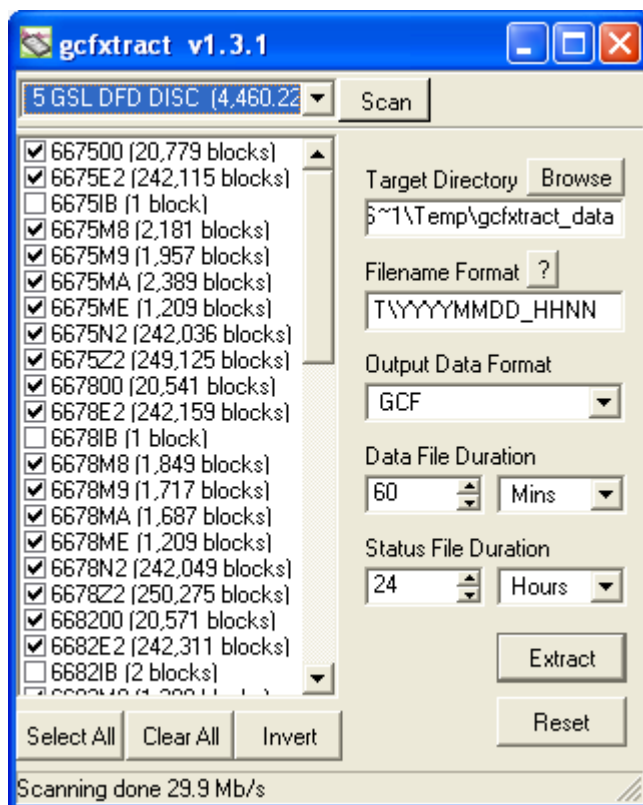 gcfxtract v1.3.1
5 GSL DFD DISC (4,460.22
Scan
667500 (20,779 blocks)
6675E2 (242,115 blocks)
6675IB (1 block)
6675M8 (2,181 blocks)
6675M9 (1,957 blocks)
6675MA (2,389 blocks)
6675ME (1,209 blocks)
6675N2 (242,036 blocks)
6675Z2 (249,125 blocks)
667800 (20,541 blocks)
6678E2 (242,159 blocks)
6678IB (1 block)
6678M8 (1,849 blocks)
6678M9 (1,717 blocks)
6678MA (1,687 blocks)
6678ME (1,209 blocks)
6678N2 (242,049 blocks)
6678Z2 (250,275 blocks)
668200 (20,571 blocks)
6682E2 (242,311 blocks)
6682IB (2 blocks)
Select All
Clear All
Invert
Target Directory
Browse
S~1\Temp\gcfxtract_data
Filename Format
?
T\YYYYMMDD_HHNN
Output Data Format
GCF
Data File Duration
60
Mins
Status File Duration
24
Hours
Extract
Reset
Scanning done 29.9 Mb/s